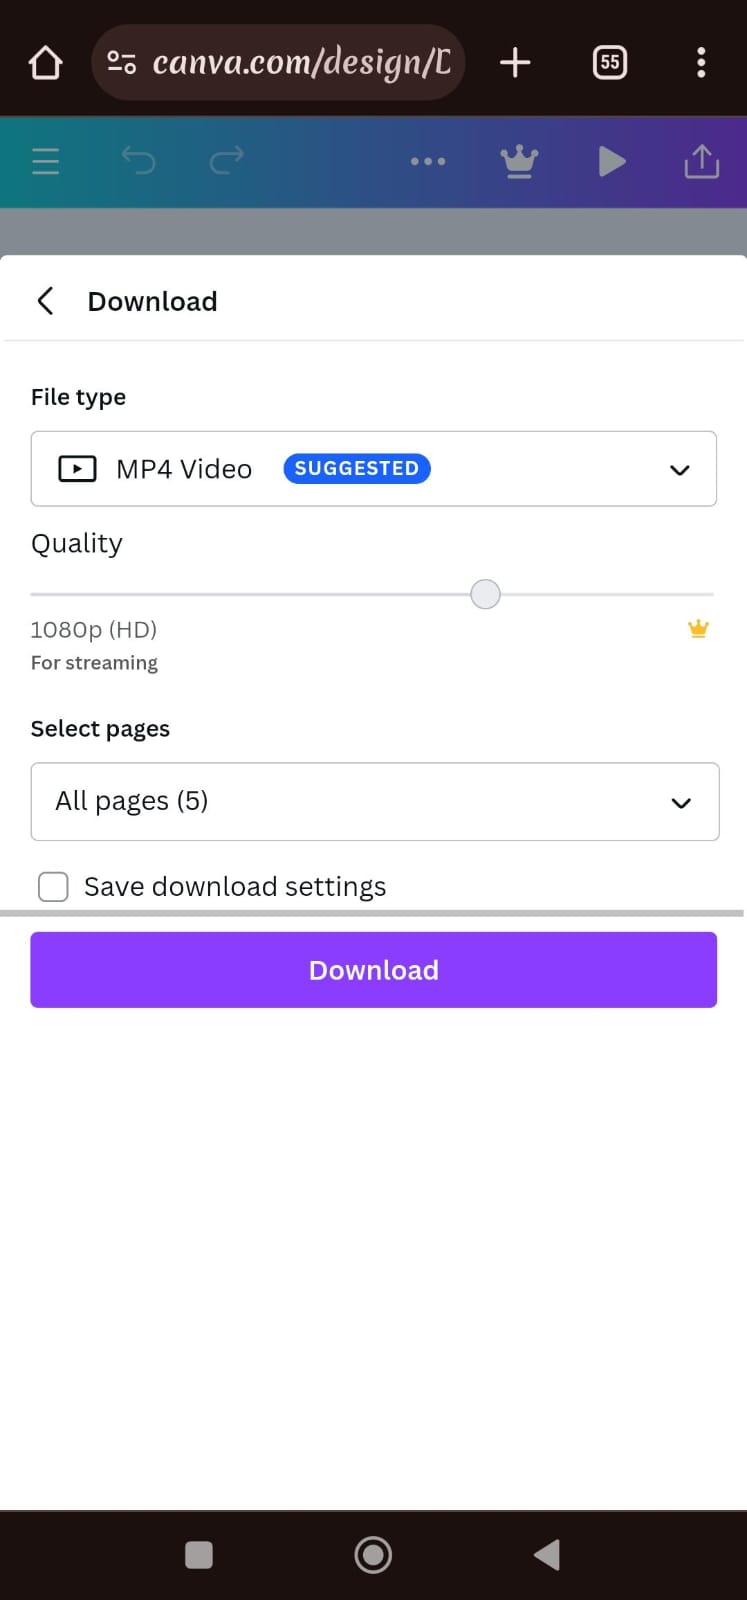 canva.com/design/D
55
Download
File type
MP4 Video SUGGESTED
Quality
1080p (HD)
For streaming
Select pages
All pages (5)
Save download settings
Download